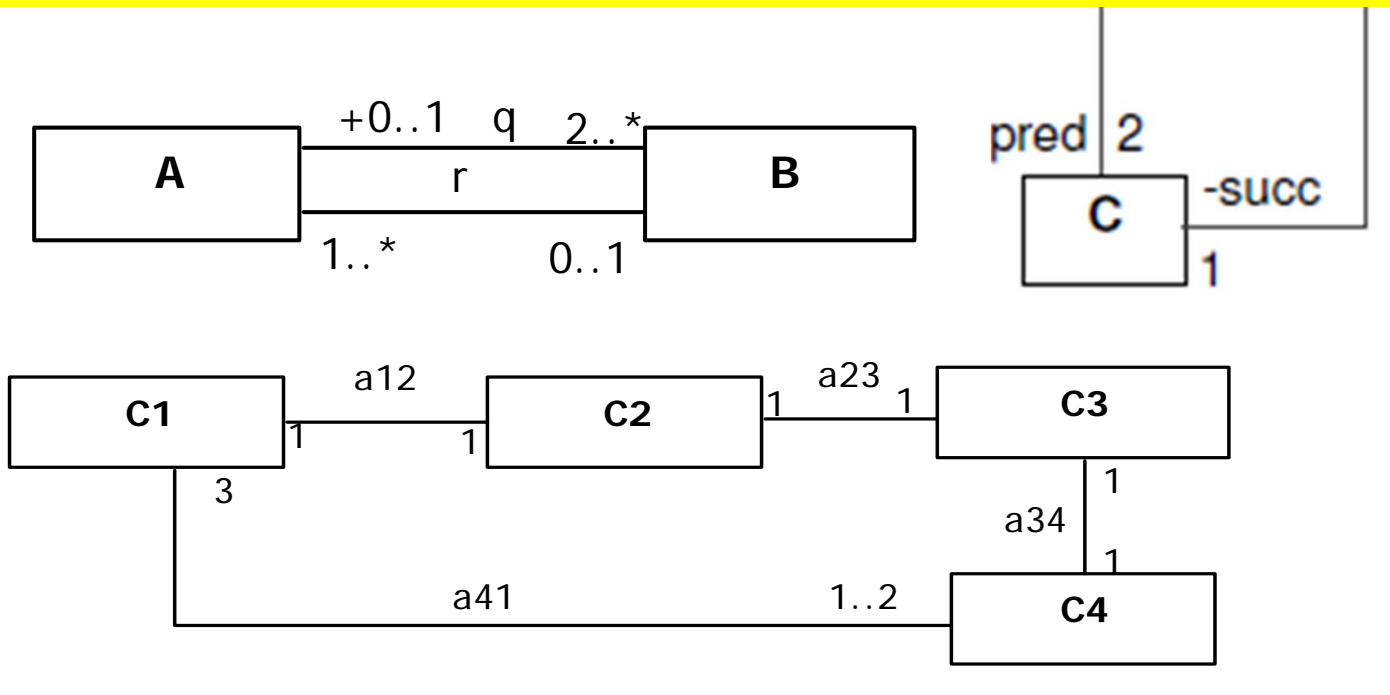 +0..1 q 2..*
A r B
1..* 0..1
pred 2
C -succ
1
a12 a23
C1 1 1 C2 1 1 C3
3 1
a34
1
a41 1..2 C4